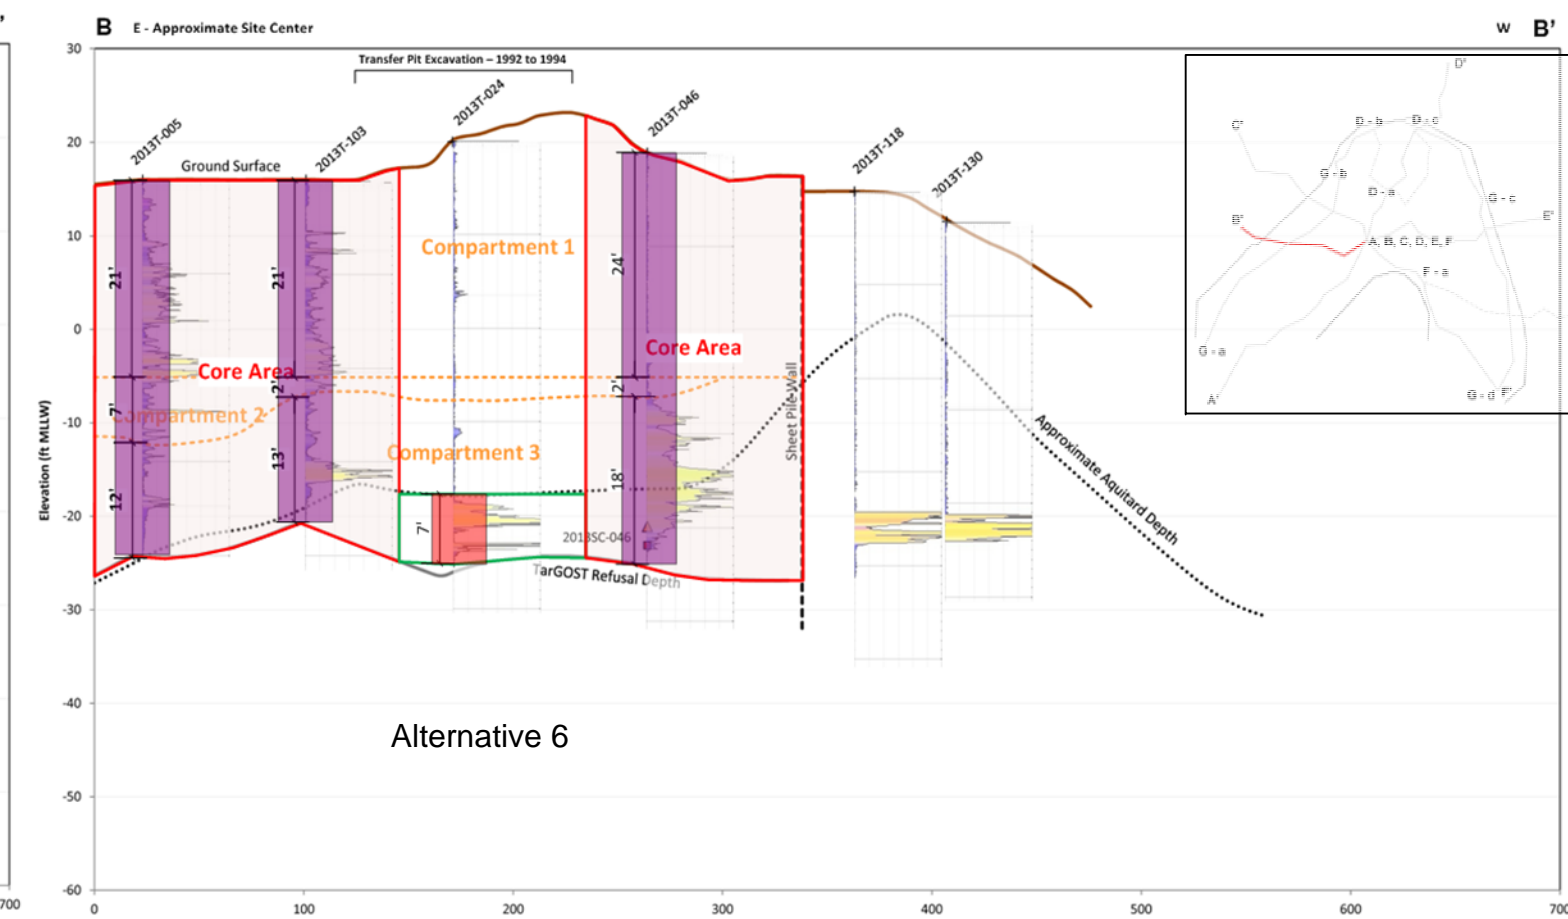 B E - Approximate Site Center W B'
Transfer Pit Excavation – 1992 to 1994
2013T-005
Ground Surface
2013T-103
2013T-024
2013T-046
2013T-118
2013T-130
Elevation (ft MLLW)
30
20
10
0
-10
-20
-30
-40
-50
-60
Compartment 1
Core Area
Core Area
Compartment 2
Compartment 3
21'
7'
12'
21'
2'
13'
7'
24'
2'
18'
2013SC-046
TarGOST Refusal Depth
Sheet Pile Wall
Approximate Aquitard Depth
Alternative 6
D'
C'
D - b
D - c
G - b
D - a
G - c
B'
E'
A, B, C, D, E, F
F - a
G - a
A'
G - d
F'
700
0 100 200 300 400 500 600 700